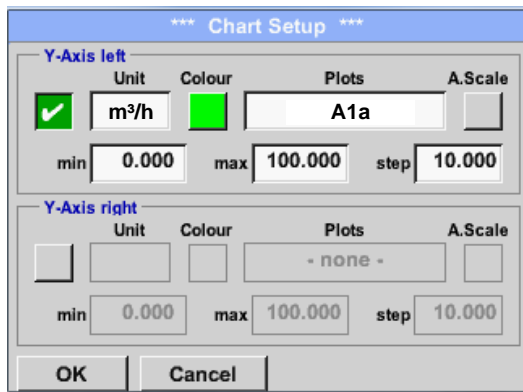 *** Chart Setup ***
Y-Axis left
Unit Colour Plots A.Scale
m³/h A1a
min 0.000 max 100.000 step 10.000
Y-Axis right
Unit Colour Plots A.Scale
- none -
min 0.000 max 100.000 step 10.000
OK Cancel